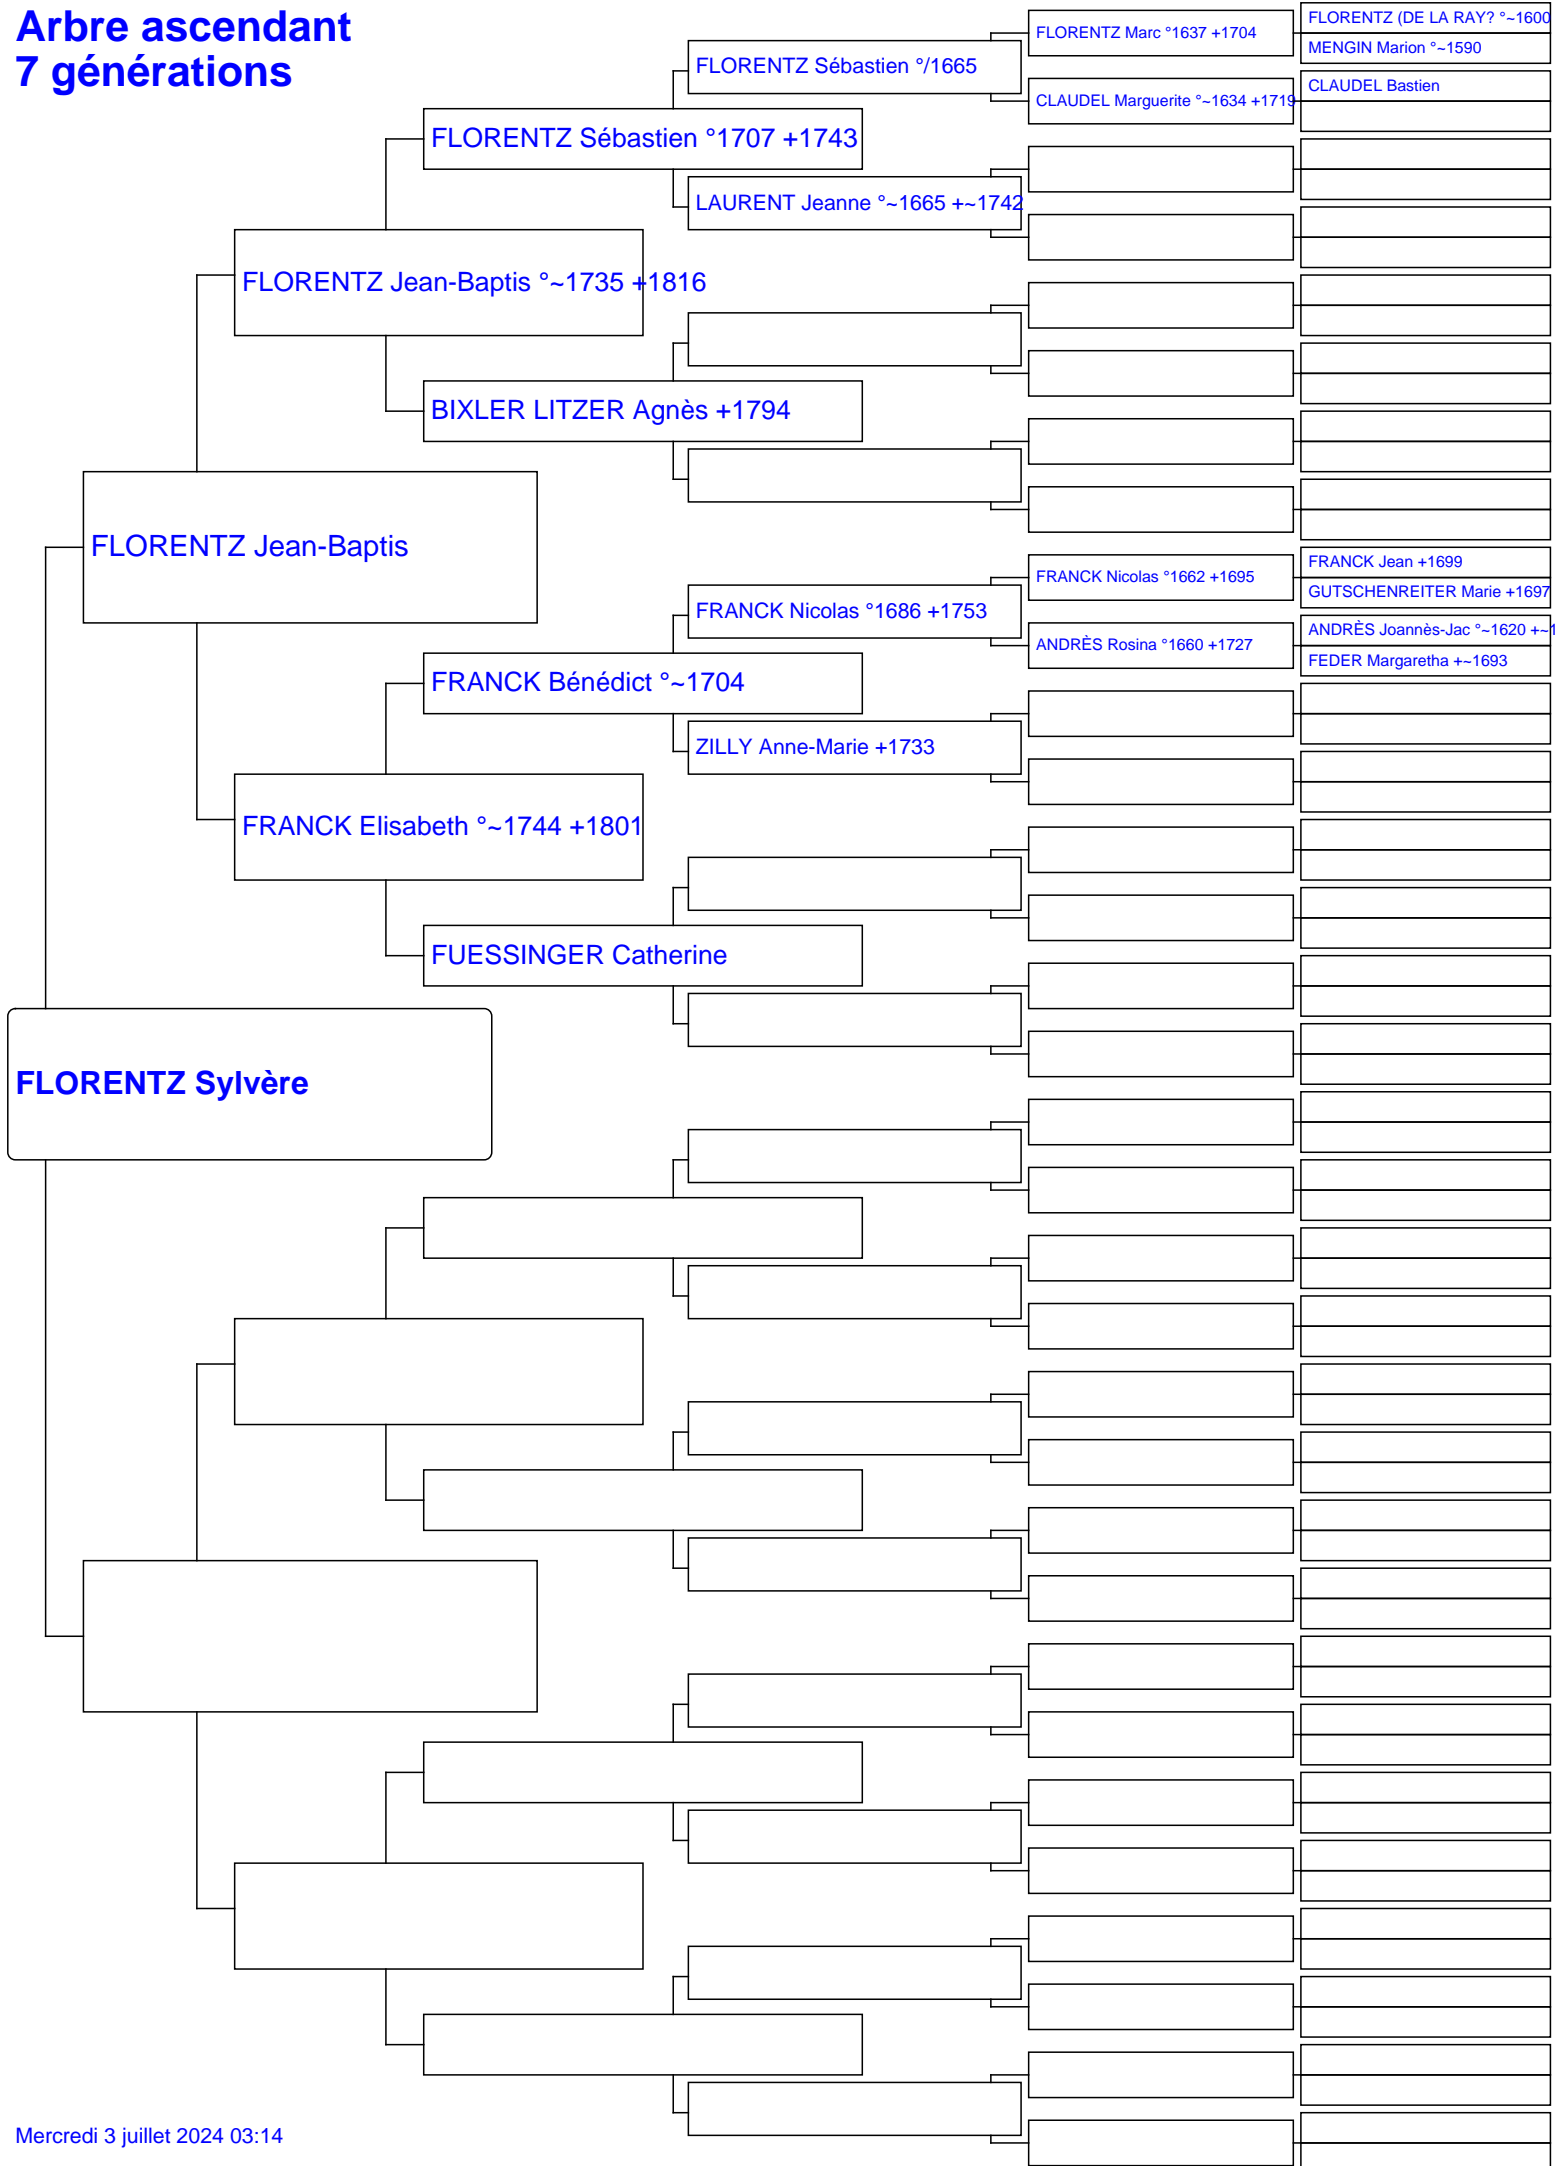 Arbre ascendant
7 générations
FLORENTZ Sylvère
FLORENTZ Jean-Baptis
FLORENTZ Jean-Baptis °~1735 +1816
FRANCK Elisabeth °~1744 +1801
FLORENTZ Sébastien °1707 +1743
BIXLER LITZER Agnès +1794
FRANCK Bénédict °~1704
FUESSINGER Catherine
FLORENTZ Sébastien °/1665
LAURENT Jeanne °~1665 +~1742
FRANCK Nicolas °1686 +1753
ZILLY Anne-Marie +1733
FLORENTZ Marc °1637 +1704
CLAUDEL Marguerite °~1634 +1719
FRANCK Nicolas °1662 +1695
ANDRÈS Rosina °1660 +1727
FLORENTZ (DE LA RAY? °~1600
MENGIN Marion °~1590
CLAUDEL Bastien
FRANCK Jean +1699
GUTSCHENREITER Marie +1697
ANDRÈS Joannès-Jac °~1620 +~1
FEDER Margaretha +~1693
Mercredi 3 juillet 2024 03:14